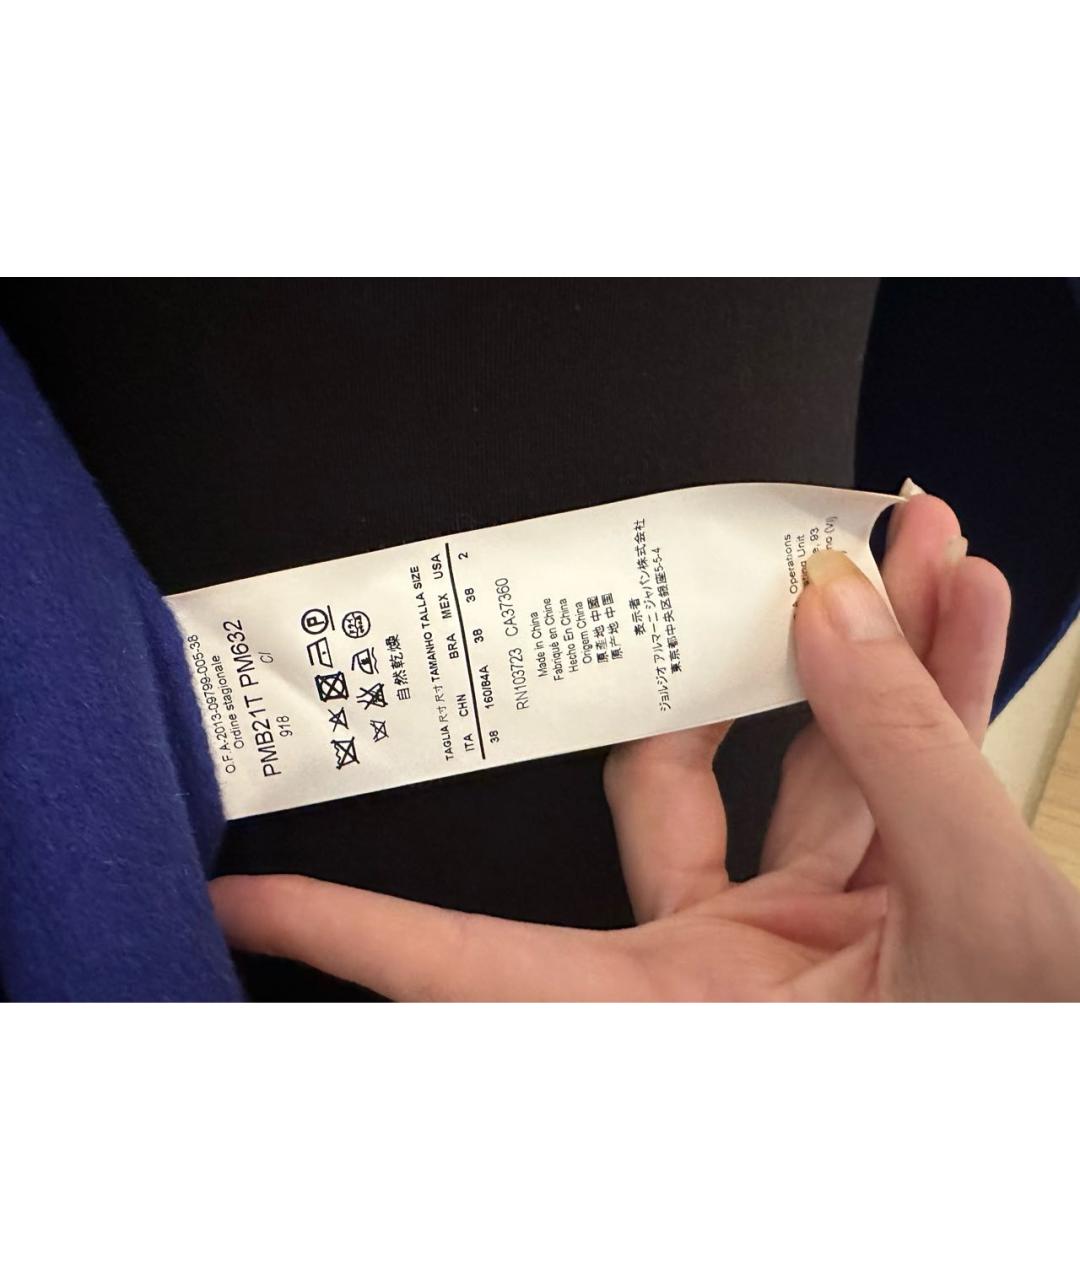 O.F.A-2013-09799-005-38
Ordine stagionale
PMB21T PM632
918 C/
P
自然乾燥
TAGLIA 尺寸 尺寸 TAMANHO TALLA SIZE
ITA CHN BRA MEX USA
38 160/84A 38 38 2
RN103723 CA37360
Made in China
Fabriqué en Chine
Hecho En China
Origem China
原産地 中國
原产地 中国
表示者
ジョルジオアルマーニ ジャパン株式会社
東京都中央区銀座5-5-4
Operations
Unit
93
(VI)